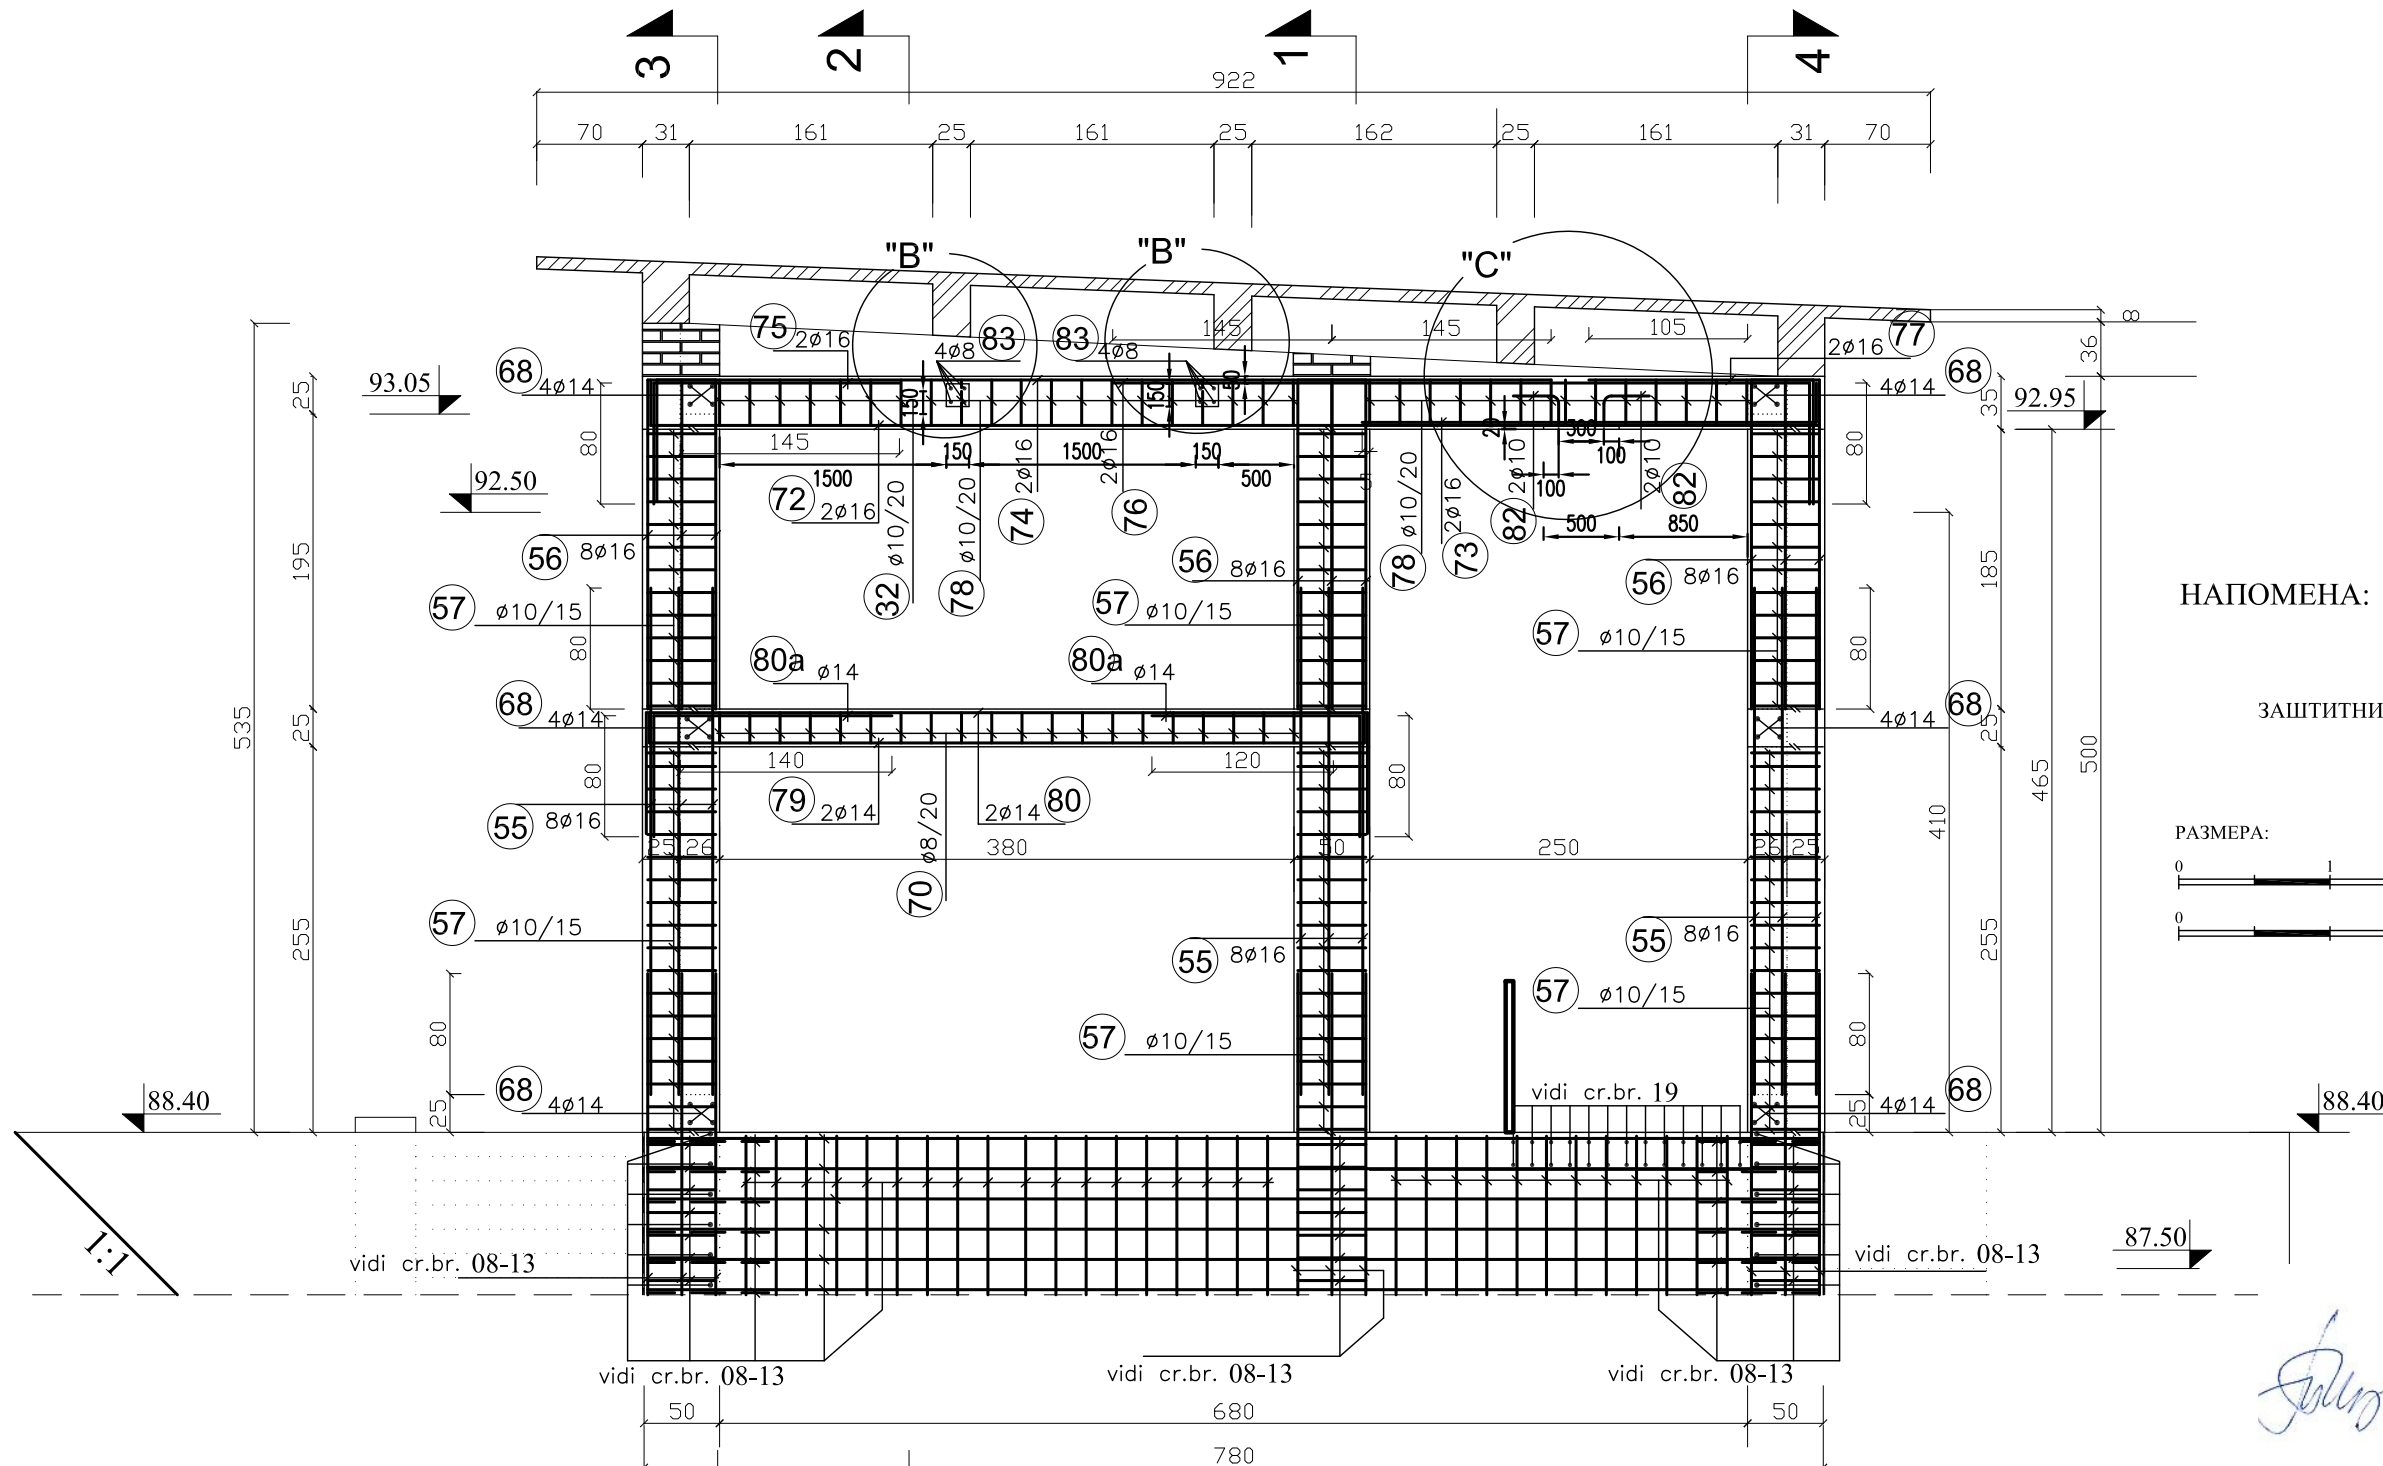 3 2 1 4
922
70 31 161 25 161 25 162 25 161 31 70
"B" "B" "C"
75 2ø16 4ø8 83 83 4ø8 145 145 105 77 2ø16
8
36
68 4ø14 68 4ø14
93.05 92.95
25 80 150 150 50 35 80
145
1500 150 1500 150 500
20 300 100 100
500 850
92.50
72 2ø16
32 ø10/20
78 ø10/20
74 2ø16
76 2ø16
78 ø10/20
73 2ø16
82 2ø10
82 2ø10
56 8ø16 56 8ø16 56 8ø16
195 185
57 ø10/15 57 ø10/15 57 ø10/15
80 80
НАПОМЕНА:
80a ø14 80a ø14
68 4ø14 68 4ø14
ЗАШТИТНИ
535 25 25 465 500 410
80 140 120 80
79 2ø14 2ø14 80
55 8ø16
70 ø8/20
РАЗМЕРА:
25 26 380 50 250 26 25
0 1
0
57 ø10/15
255 255
55 8ø16 55 8ø16
57 ø10/15
80 80
57 ø10/15
88.40 88.40
68 4ø14 68 4ø14
25 25
vidi cr.br. 19
1:1
87.50
vidi cr.br. 08-13 vidi cr.br. 08-13
vidi cr.br. 08-13 vidi cr.br. 08-13 vidi cr.br. 08-13
50 680 50
780